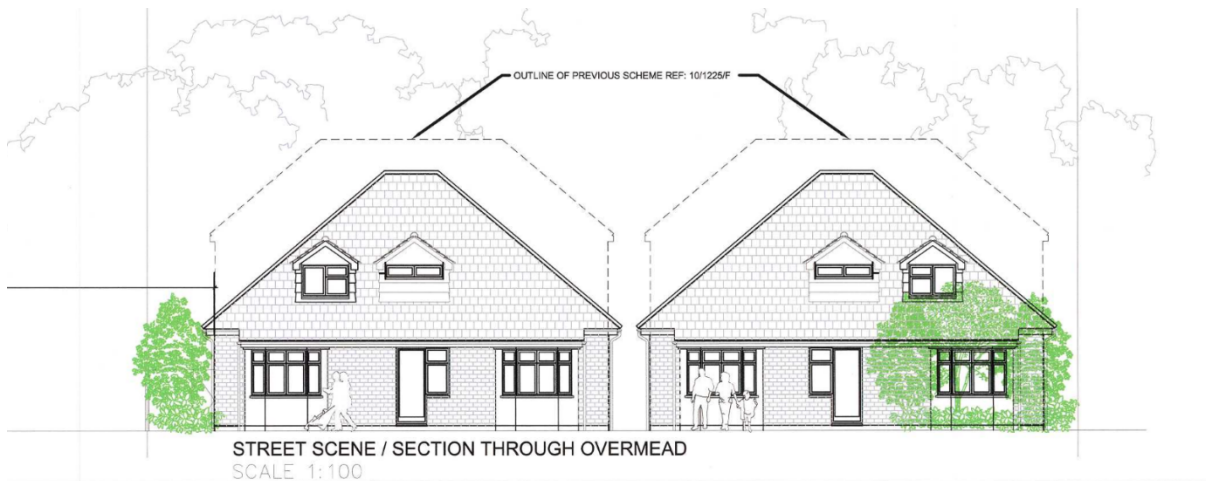 OUTLINE OF PREVIOUS SCHEME REF: 10/1225/F
STREET SCENE / SECTION THROUGH OVERMEAD
SCALE 1:100